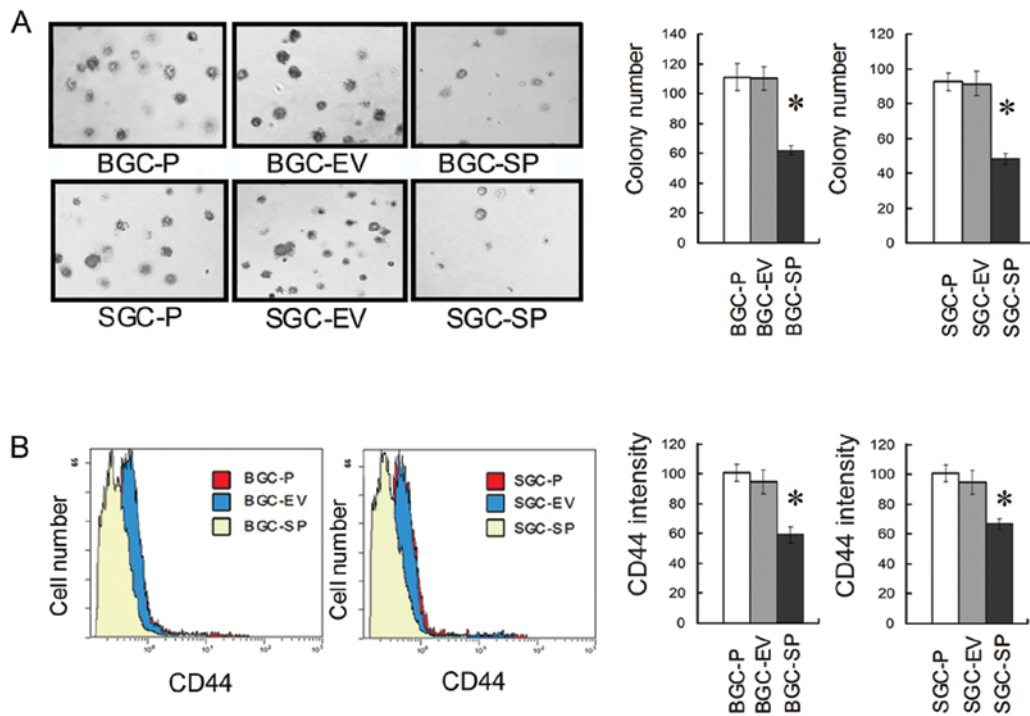 A
BGC-P
BGC-EV
BGC-SP
SGC-P
SGC-EV
SGC-SP
Colony number
140
120
100
80
60
40
20
0
*
BGC-P
BGC-EV
BGC-SP
Colony number
120
100
80
60
40
20
0
*
SGC-P
SGC-EV
SGC-SP
B
Cell number
BGC-P
BGC-EV
BGC-SP
CD44
Cell number
66
SGC-P
SGC-EV
SGC-SP
CD44
CD44 intensity
120
100
80
60
40
20
0
*
BGC-P
BGC-EV
BGC-SP
CD44 intensity
120
100
80
60
40
20
0
*
SGC-P
SGC-EV
SGC-SP